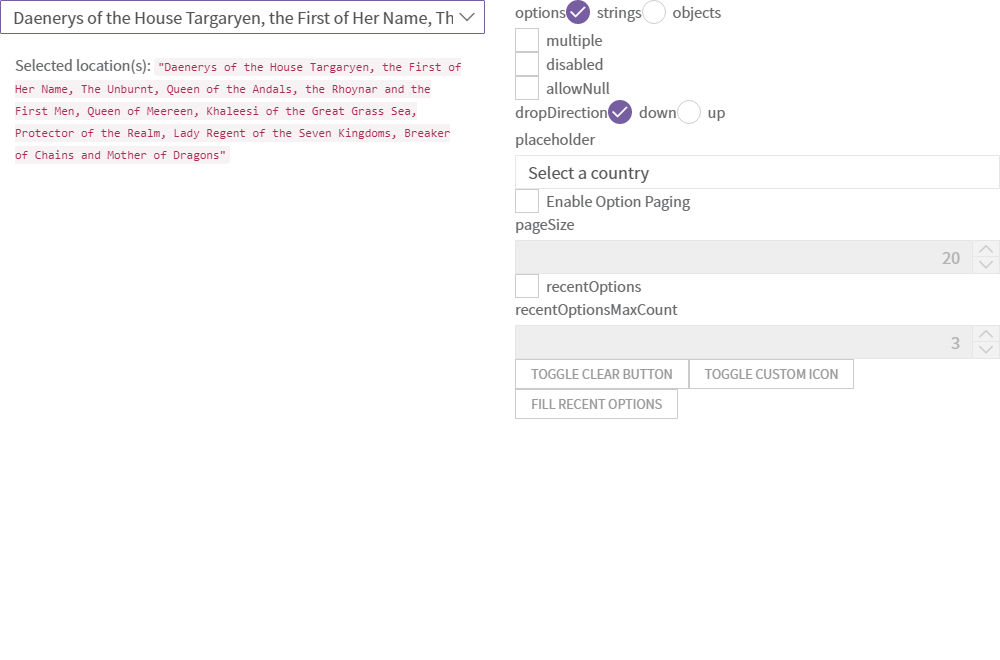 Daenerys of the House Targaryen, the First of Her Name, Th
Selected location(s): "Daenerys of the House Targaryen, the First of
Her Name, The Unburnt, Queen of the Andals, the Rhoynar and the
First Men, Queen of Meereen, Khaleesi of the Great Grass Sea,
Protector of the Realm, Lady Regent of the Seven Kingdoms, Breaker
of Chains and Mother of Dragons"
options strings objects
multiple
disabled
allowNull
dropDirection down up
placeholder
Select a country
Enable Option Paging
pageSize
20
recentOptions
recentOptionsMaxCount
3
TOGGLE CLEAR BUTTON TOGGLE CUSTOM ICON
FILL RECENT OPTIONS